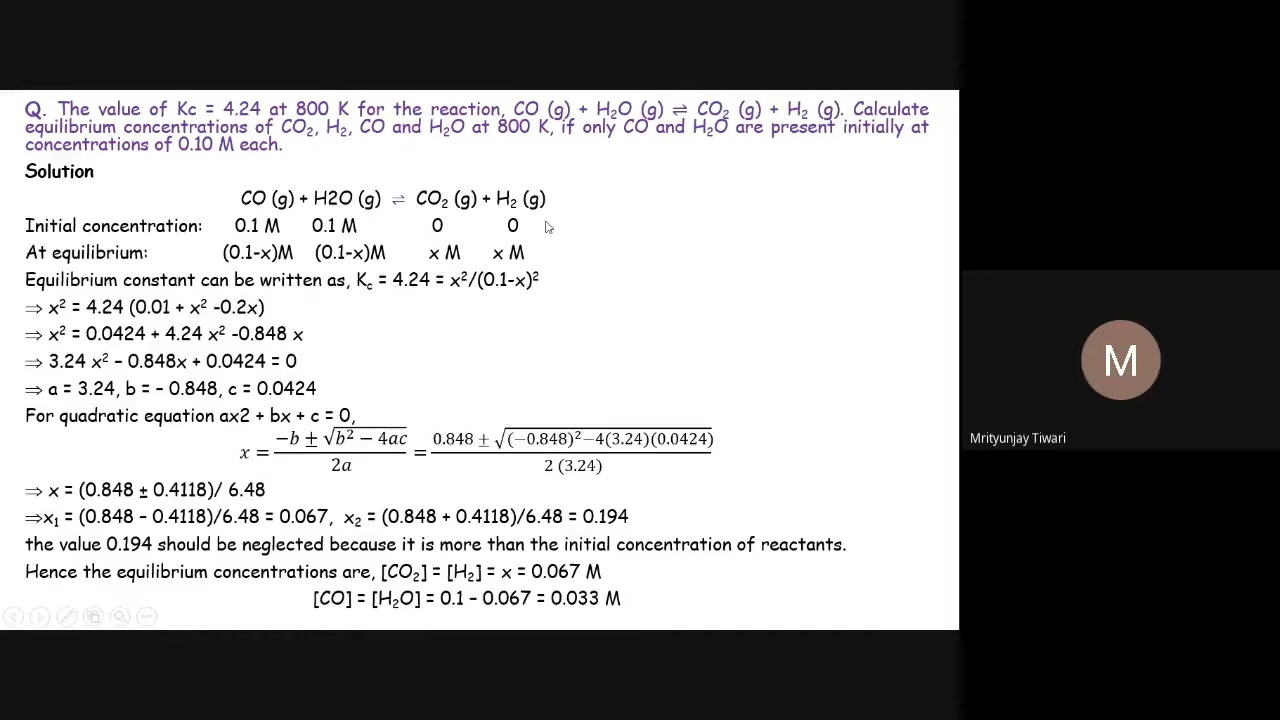 Q. The value of Kc = 4.24 at 800 K for the reaction, CO (g) + H₂O (g) ⇌ CO₂ (g) + H₂ (g). Calculate
equilibrium concentrations of CO₂, H₂, CO and H₂O at 800 K, if only CO and H₂O are present initially at
concentrations of 0.10 M each.
Solution
CO (g) + H2O (g) ⇌ CO₂ (g) + H₂ (g)
Initial concentration: 0.1 M 0.1 M 0 0
At equilibrium: (0.1-x)M (0.1-x)M x M x M
Equilibrium constant can be written as, K꜀ = 4.24 = x²/(0.1-x)²
⇒ x² = 4.24 (0.01 + x² -0.2x)
⇒ x² = 0.0424 + 4.24 x² -0.848 x
⇒ 3.24 x² – 0.848x + 0.0424 = 0
⇒ a = 3.24, b = – 0.848, c = 0.0424
For quadratic equation ax2 + bx + c = 0,
x = (−b ± √(b² − 4ac))/2a = (0.848 ± √((−0.848)²−4(3.24)(0.0424)))/2 (3.24)
⇒ x = (0.848 ± 0.4118)/ 6.48
⇒x₁ = (0.848 – 0.4118)/6.48 = 0.067, x₂ = (0.848 + 0.4118)/6.48 = 0.194
the value 0.194 should be neglected because it is more than the initial concentration of reactants.
Hence the equilibrium concentrations are, [CO₂] = [H₂] = x = 0.067 M
[CO] = [H₂O] = 0.1 – 0.067 = 0.033 M
M
Mrityunjay Tiwari